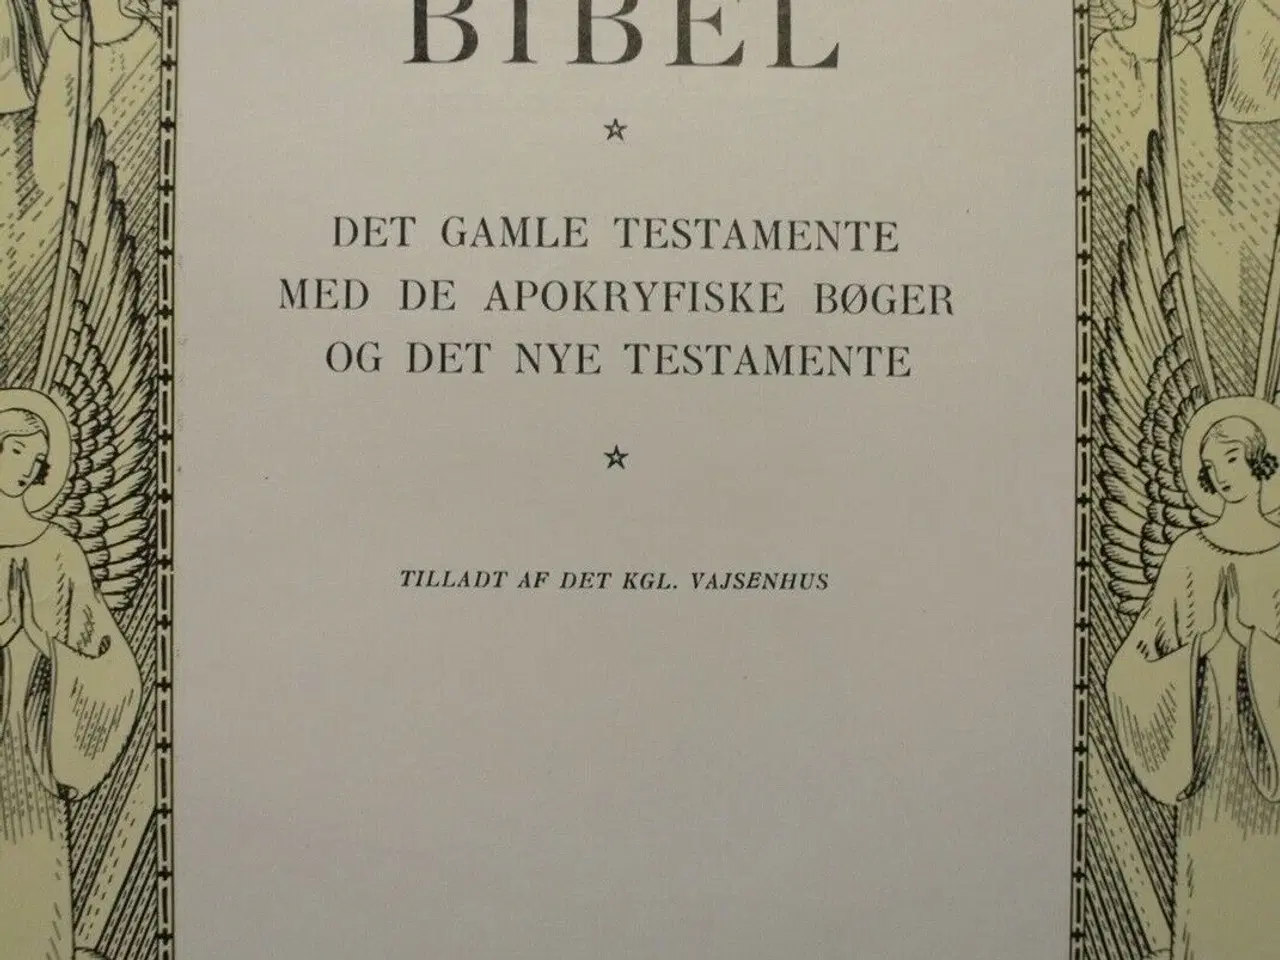 BIBEL
DET GAMLE TESTAMENTE
MED DE APOKRYFISKE BØGER
OG DET NYE TESTAMENTE
TILLADT AF DET KGL. VAJSENHUS